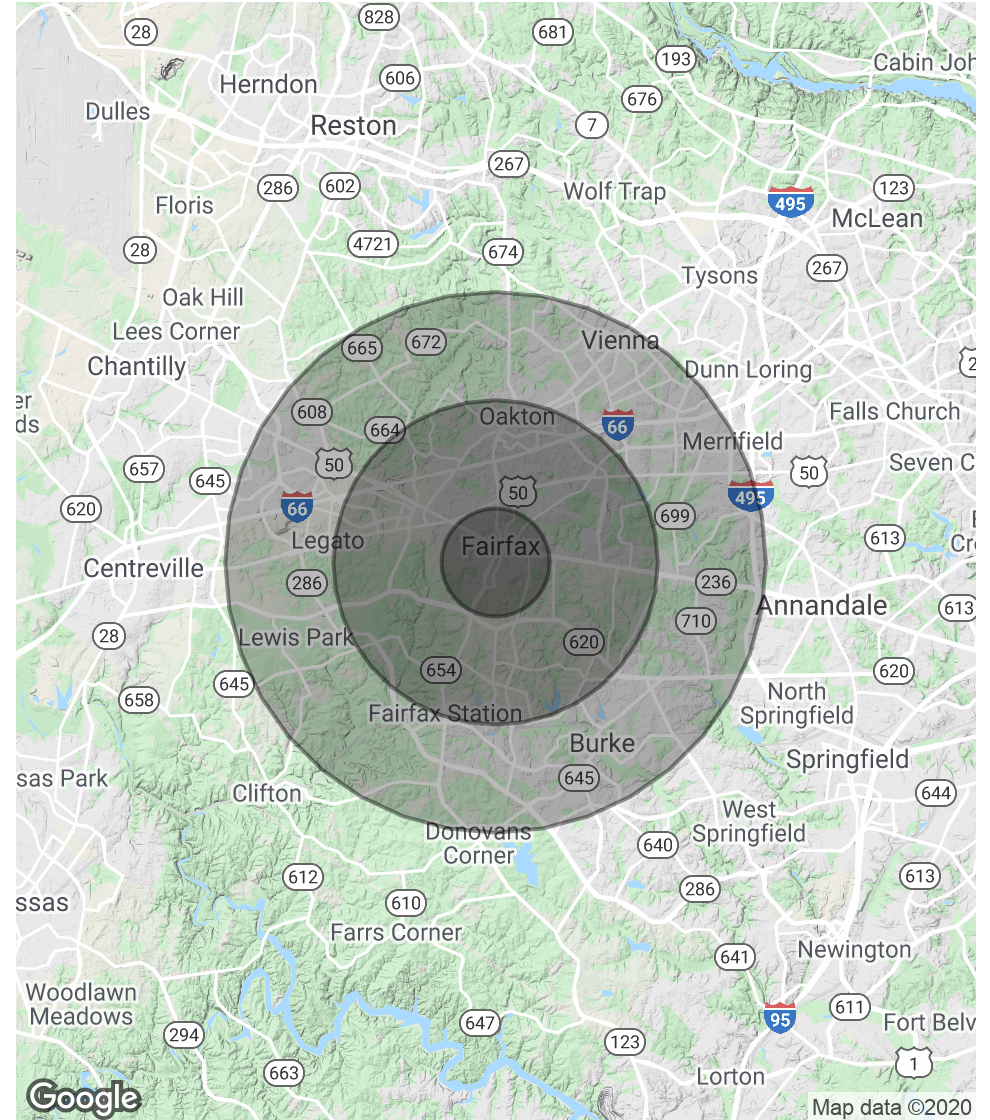 828
28
681
193
Cabin Joh
606
Herndon
676
Dulles
Reston
7
267
286
602
123
Wolf Trap
495
Floris
McLean
4721
28
674
267
Tysons
Oak Hill
Lees Corner
Vienna
672
665
Chantilly
2
Dunn Loring
er
608
Falls Church
Oakton
ds
66
664
Merrifield
50
Seven C
657
50
645
50
495
66
620
699
613
Legato
Fairfax
Cre
Centreville
286
236
Annandale
613
710
28
Lewis Park
620
654
620
645
North
Springfield
658
Fairfax Station
Burke
Springfield
sas Park
645
Clifton
644
West
Springfield
Donovans
Corner
640
612
613
286
610
ssas
Farrs Corner
Newington
641
Woodlawn
Meadows
611
95
647
Fort Belv
294
123
1
663
Lorton
Google
Map data ©2020